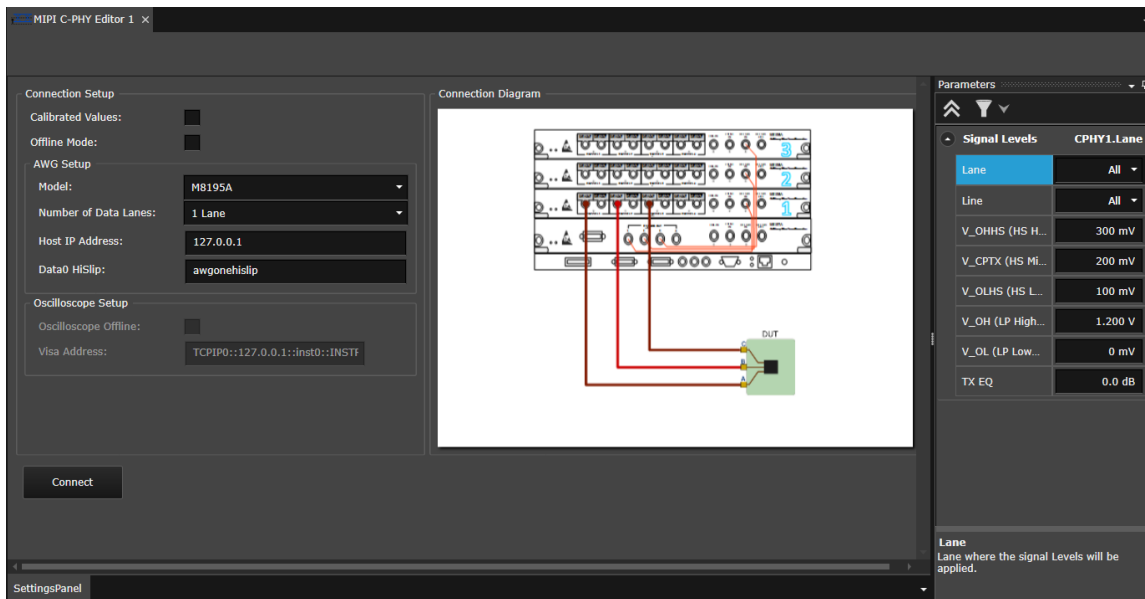 MIPI C-PHY Editor 1 ×
Connection Setup
Calibrated Values:
Offline Mode:
AWG Setup
Model: M8195A
Number of Data Lanes: 1 Lane
Host IP Address: 127.0.0.1
Data0 HiSlip: awgonehislip
Oscilloscope Setup
Oscilloscope Offline:
Visa Address: TCPIP0::127.0.0.1::inst0::INSTF
Connect
Connection Diagram
3
2
1
DUT
C
B
A
Parameters
Signal Levels CPHY1.Lane
Lane All
Line All
V_OHHS (HS H... 300 mV
V_CPTX (HS Mi... 200 mV
V_OLHS (HS L... 100 mV
V_OH (LP High... 1.200 V
V_OL (LP Low... 0 mV
TX EQ 0.0 dB
Lane
Lane where the signal Levels will be
applied.
SettingsPanel